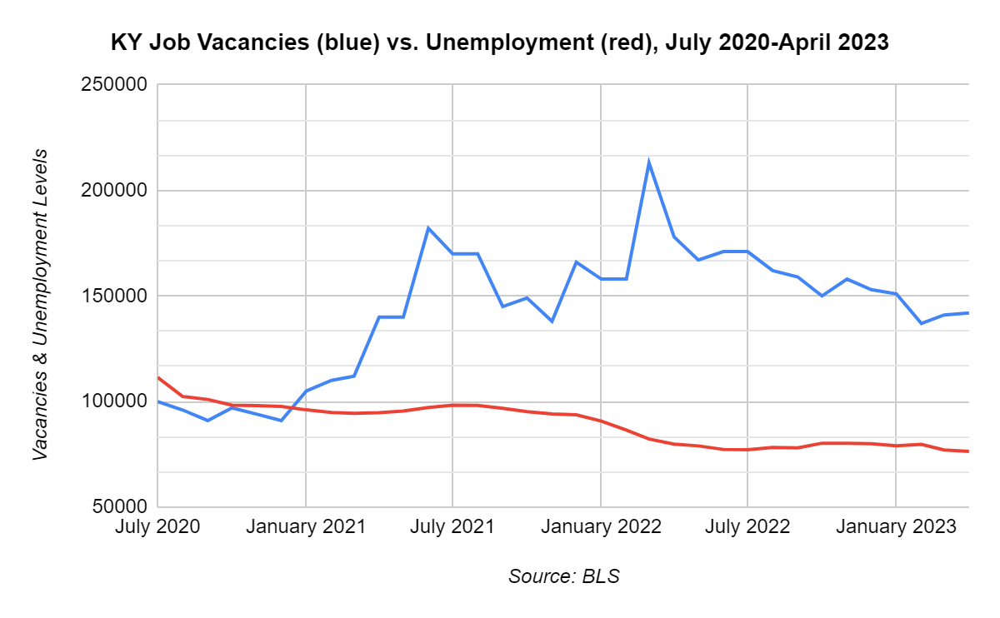 KY Job Vacancies (blue) vs. Unemployment (red), July 2020-April 2023
250000
200000
150000
100000
50000
Vacancies & Unemployment Levels
July 2020 January 2021 July 2021 January 2022 July 2022 January 2023
Source: BLS